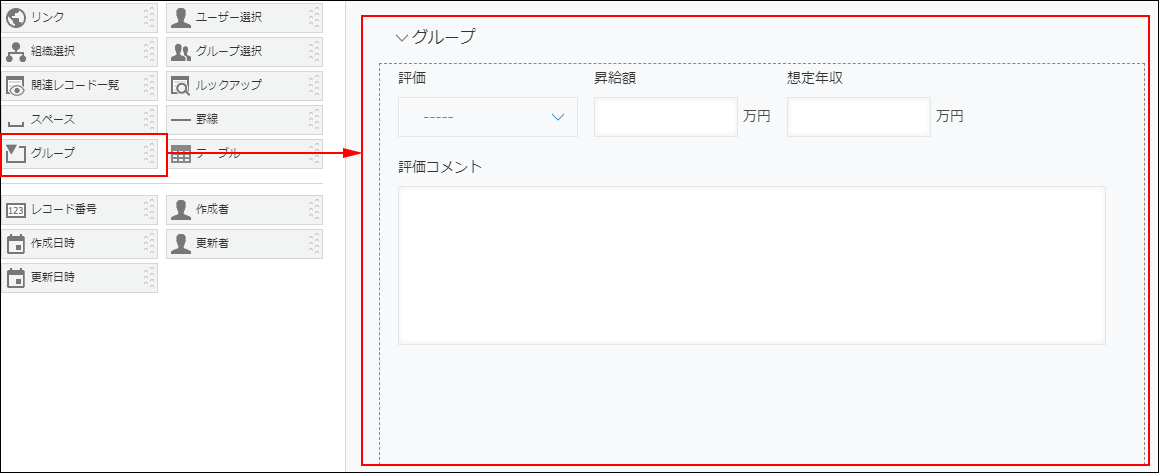 リンク
ユーザー選択
組織選択
グループ選択
関連レコード一覧
ルックアップ
スペース
罫線
グループ
テーブル
123
レコード番号
作成者
作成日時
更新者
更新日時
グループ
評価
昇給額
想定年収
-----
万円
万円
評価コメント